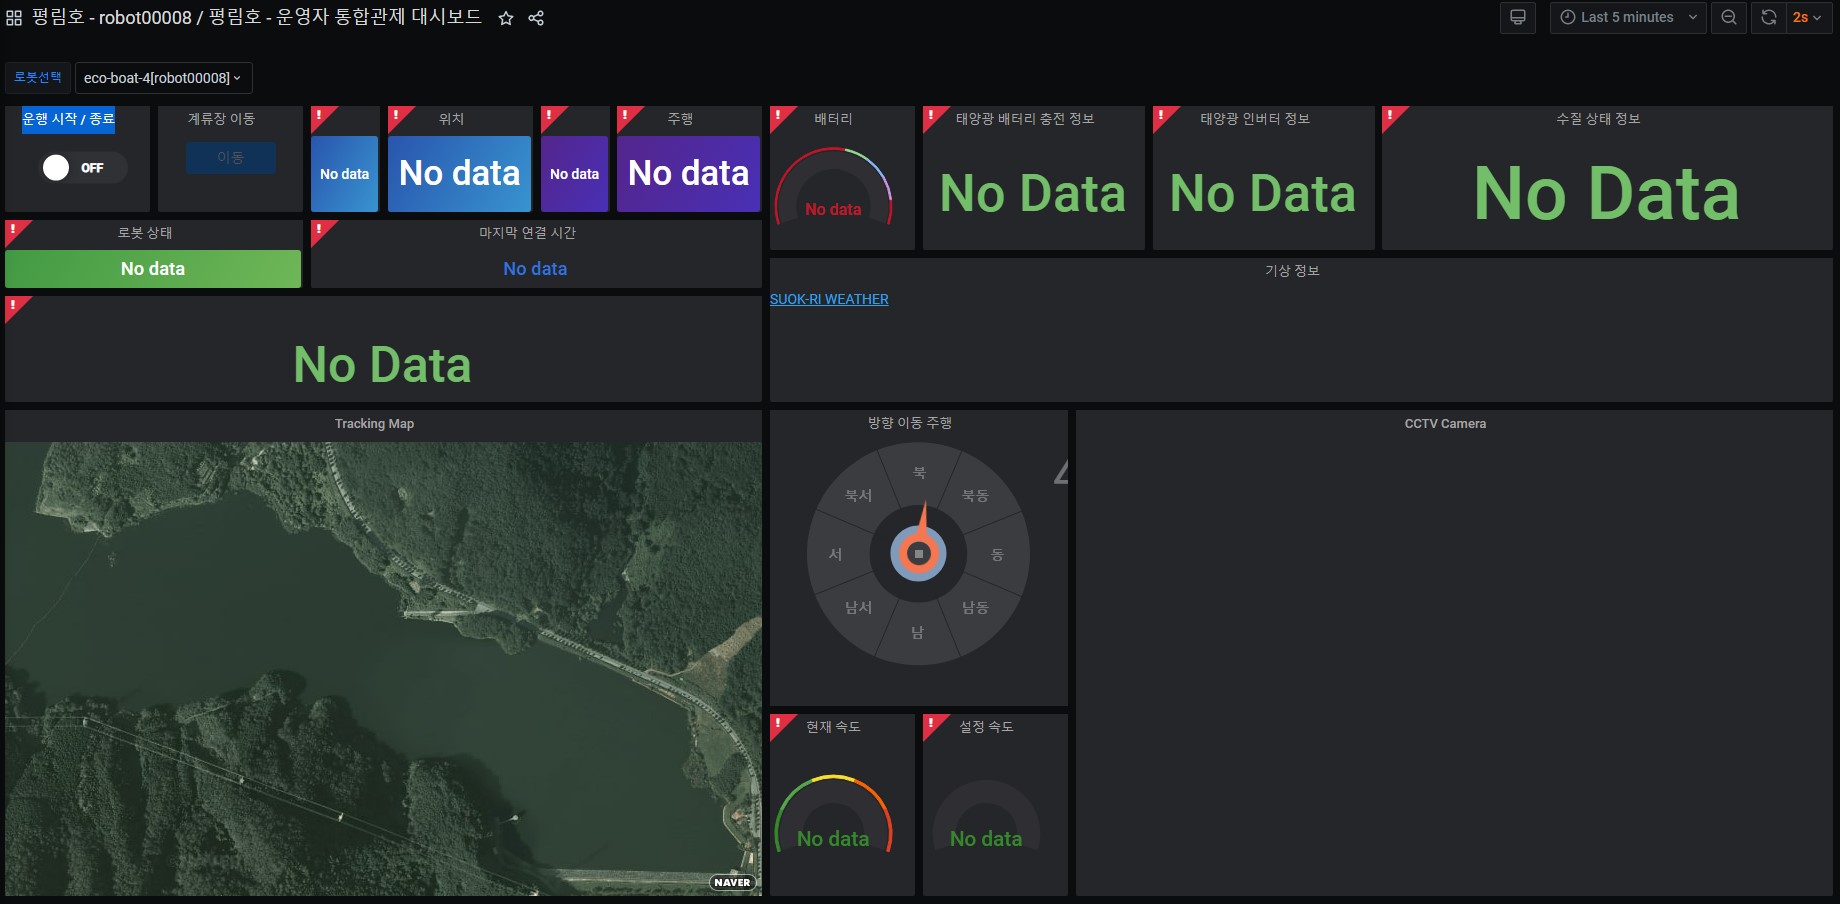 평림호 - robot00008 / 평림호 - 운영자 통합관제 대시보드
Last 5 minutes
2s
로봇선택
eco-boat-4[robot00008]
운행 시작 / 종료
OFF
계류장 이동
이동
!
No data
!
위치
No data
!
No data
!
주행
No data
!
배터리
No data
!
태양광 배터리 충전 정보
No Data
!
태양광 인버터 정보
No Data
!
수질 상태 정보
No Data
!
로봇 상태
No data
!
마지막 연결 시간
No data
기상 정보
SUOK-RI WEATHER
!
No Data
Tracking Map
NAVER
방향 이동 주행
북
북서
북동
서
동
남서
남동
남
CCTV Camera
!
현재 속도
No data
!
설정 속도
No data